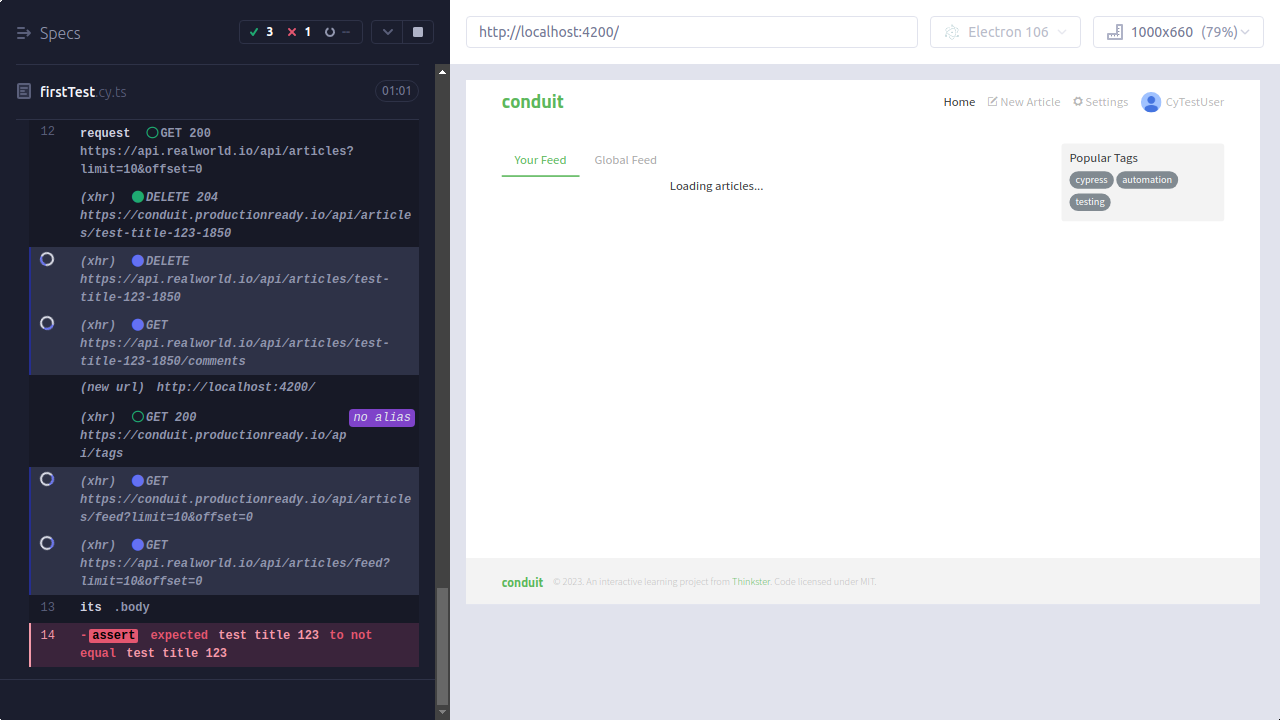 Specs
3
1
--
firstTest.cy.ts
01:01
12
request GET 200
https://api.realworld.io/api/articles?
limit=10&offset=0
(xhr) DELETE 204
https://conduit.productionready.io/api/article
s/test-title-123-1850
(xhr) DELETE
https://api.realworld.io/api/articles/test-
title-123-1850
(xhr) GET
https://api.realworld.io/api/articles/test-
title-123-1850/comments
(new url) http://localhost:4200/
(xhr) GET 200
no alias
https://conduit.productionready.io/ap
i/tags
(xhr) GET
https://conduit.productionready.io/api/article
s/feed?limit=10&offset=0
(xhr) GET
https://api.realworld.io/api/articles/feed?
limit=10&offset=0
13
its .body
14
-assert expected test title 123 to not
equal test title 123
http://localhost:4200/
Electron 106
1000x660 (79%)
conduit
Home
New Article
Settings
CyTestUser
Your Feed
Global Feed
Loading articles...
Popular Tags
cypress
automation
testing
conduit
© 2023. An interactive learning project from Thinkster. Code licensed under MIT.